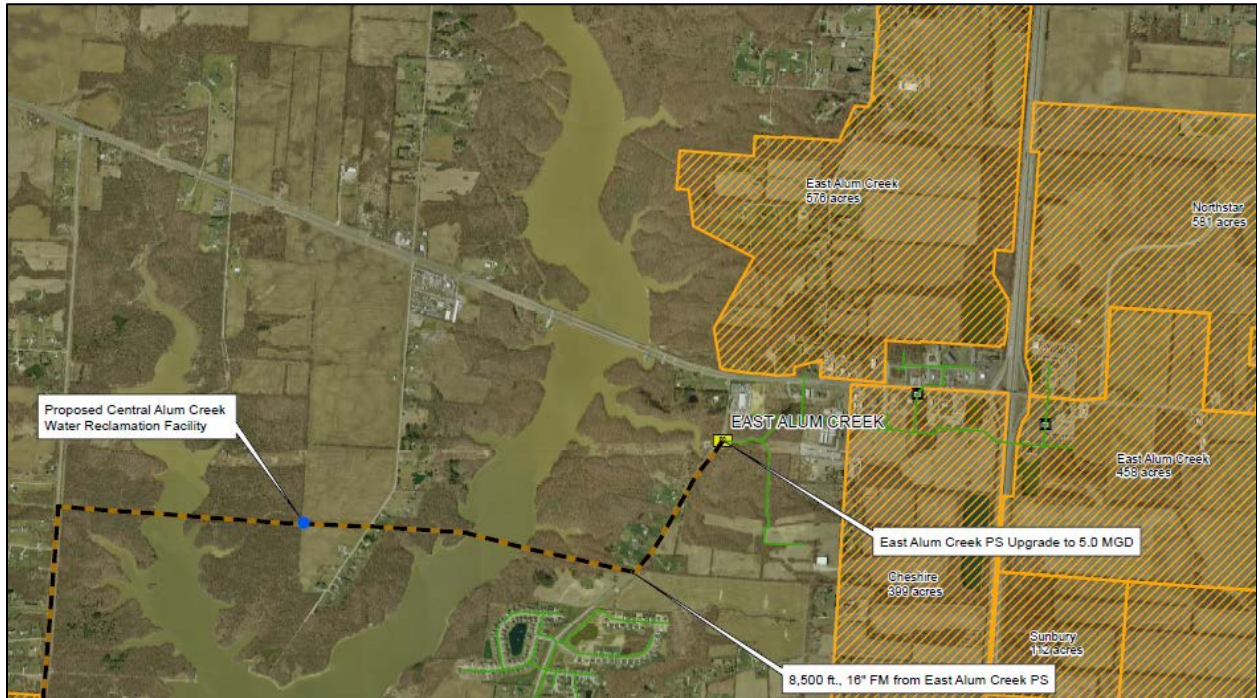 East Alum Creek
576 acres
Northstar
581 acres
Proposed Central Alum Creek
Water Reclamation Facility
EAST ALUM CREEK
East Alum Creek
458 acres
East Alum Creek PS Upgrade to 5.0 MGD
Cheshire
399 acres
Sunbury
112 acres
8,500 ft., 16" FM from East Alum Creek PS